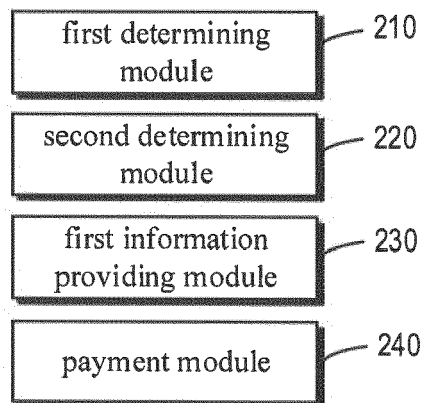 first determining
module
210
second determining
module
220
first information
providing module
230
payment module
240